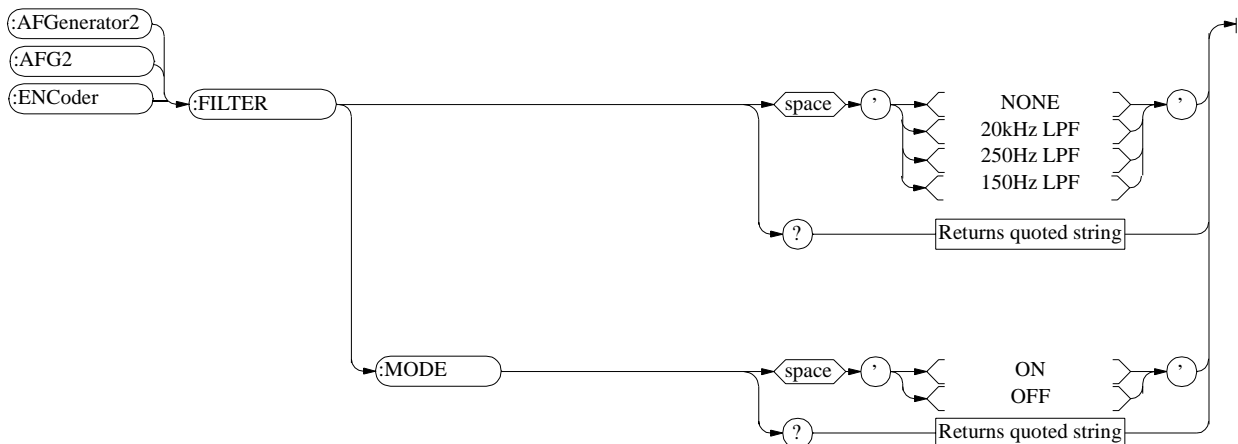 :AFGenerator2
:AFG2
:ENCoder
:FILTER
space
’
NONE
20kHz LPF
250Hz LPF
150Hz LPF
’
?
Returns quoted string
:MODE
space
’
ON
OFF
’
?
Returns quoted string